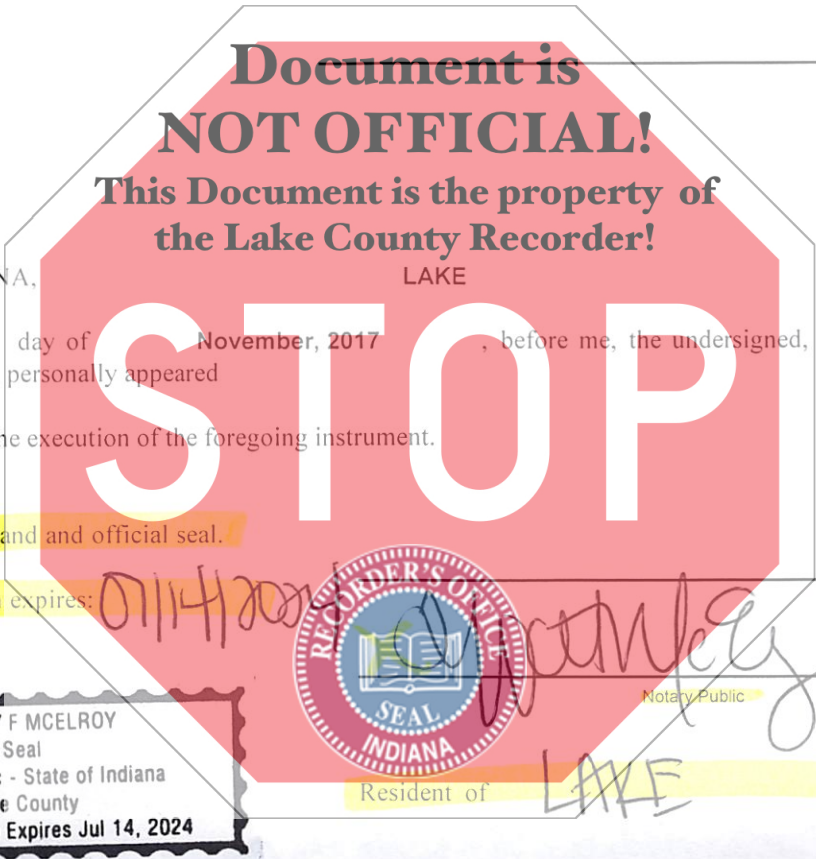 Document is
NOT OFFICIAL!
This Document is the property of
the Lake County Recorder!
NA, LAKE
day of November, 2017 , before me, the undersigned,
personally appeared
STOP
he execution of the foregoing instrument.
and and official seal.
expires: 07/14/2024
RECORDER'S OFFICE
SEAL
INDIANA
Notary Public
F MCELROY
Seal
- State of Indiana
e County
Expires Jul 14, 2024
Resident of LAKE